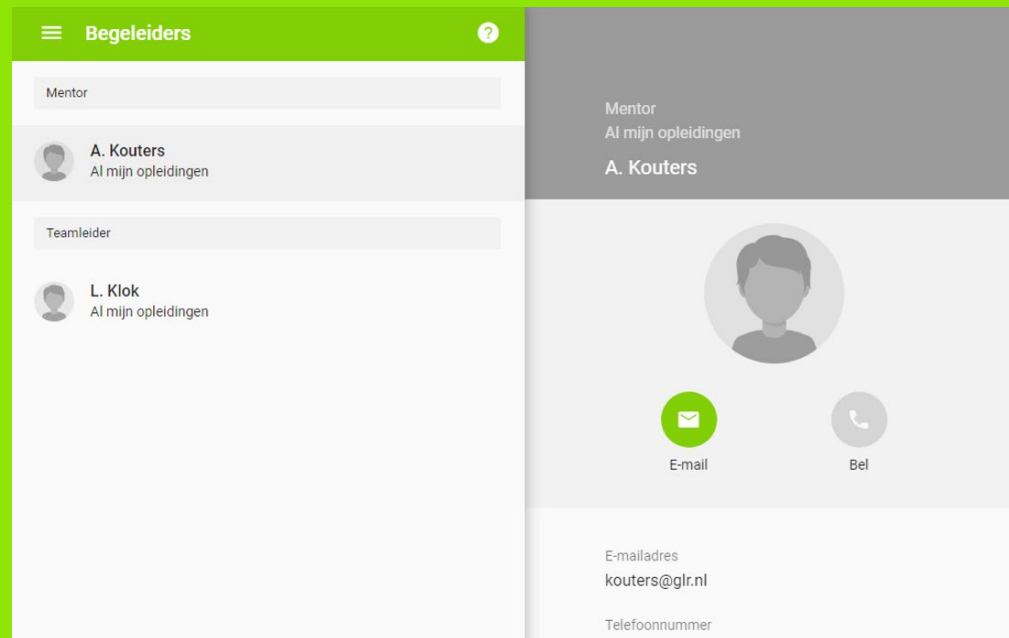 Begeleiders
?
Mentor
A. Kouters
Al mijn opleidingen
Teamleider
L. Klok
Al mijn opleidingen
Mentor
Al mijn opleidingen
A. Kouters
E-mail
Bel
E-mailadres
kouters@glr.nl
Telefoonnummer